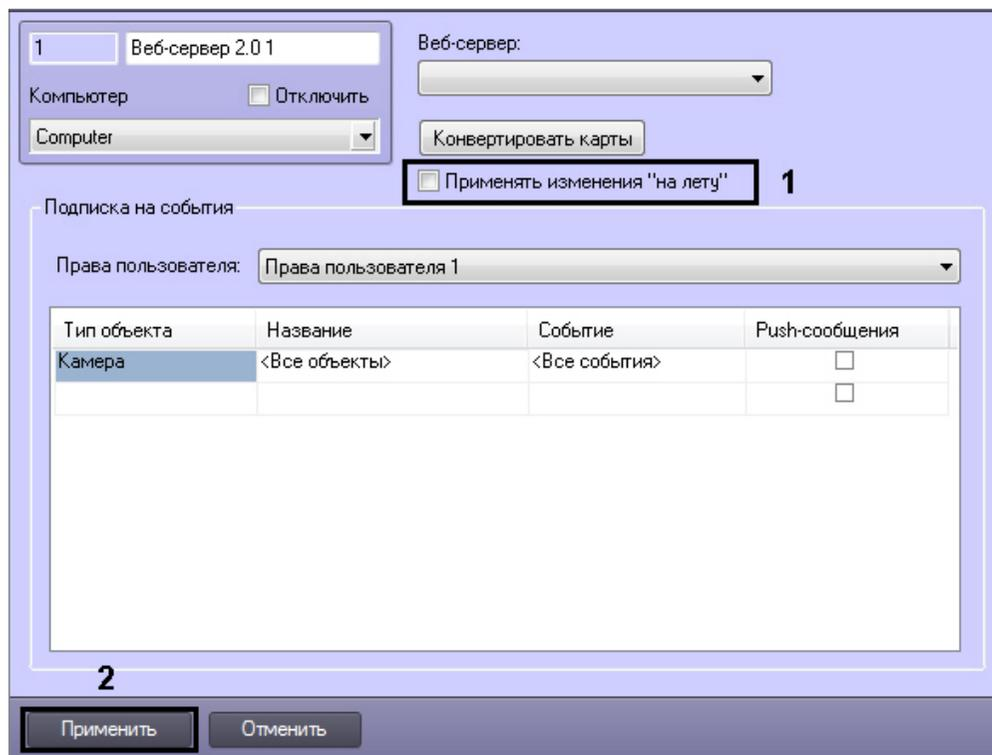 1 Веб-сервер 2.0 1
Веб-сервер:
Компьютер Отключить
Computer
Конвертировать карты
Применять изменения "на лету" 1
Подписка на события
Права пользователя: Права пользователя 1
Тип объекта Название Событие Push-сообщения
Камера <Все объекты> <Все события>
2
Применить Отменить